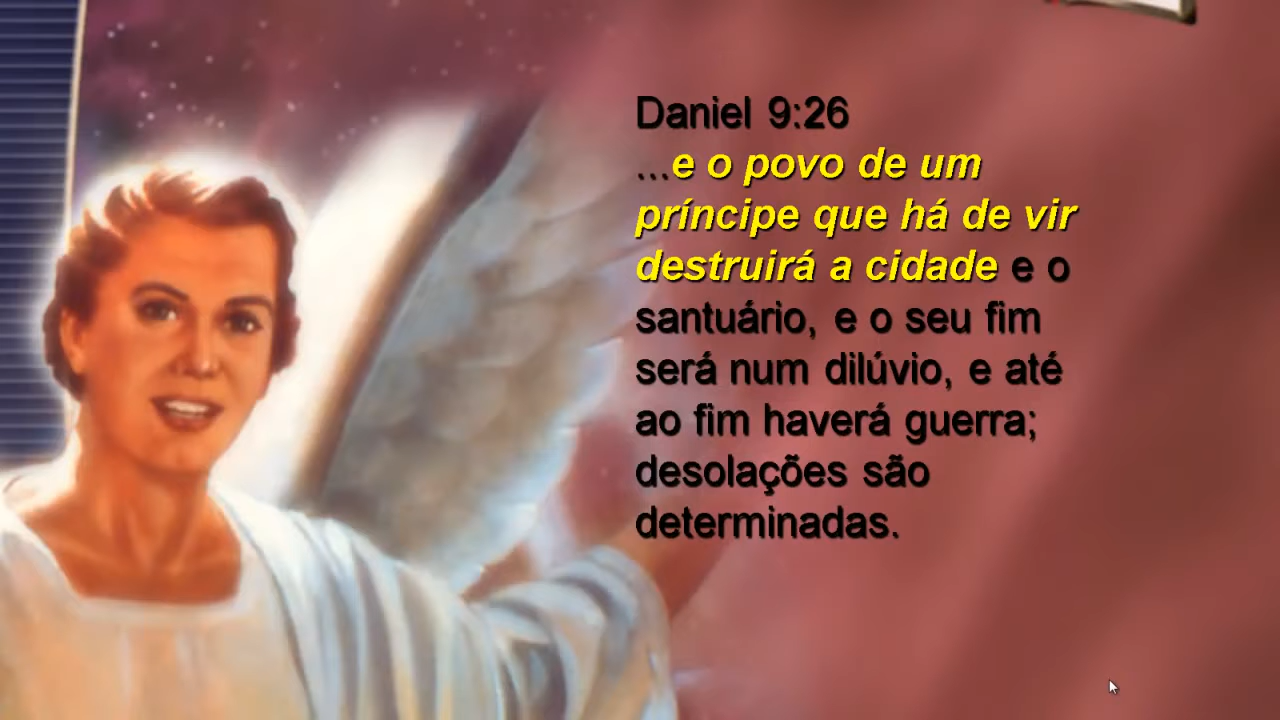 Daniel 9:26
...e o povo de um
príncipe que há de vir
destruirá a cidade e o
santuário, e o seu fim
será num dilúvio, e até
ao fim haverá guerra;
desolações são
determinadas.